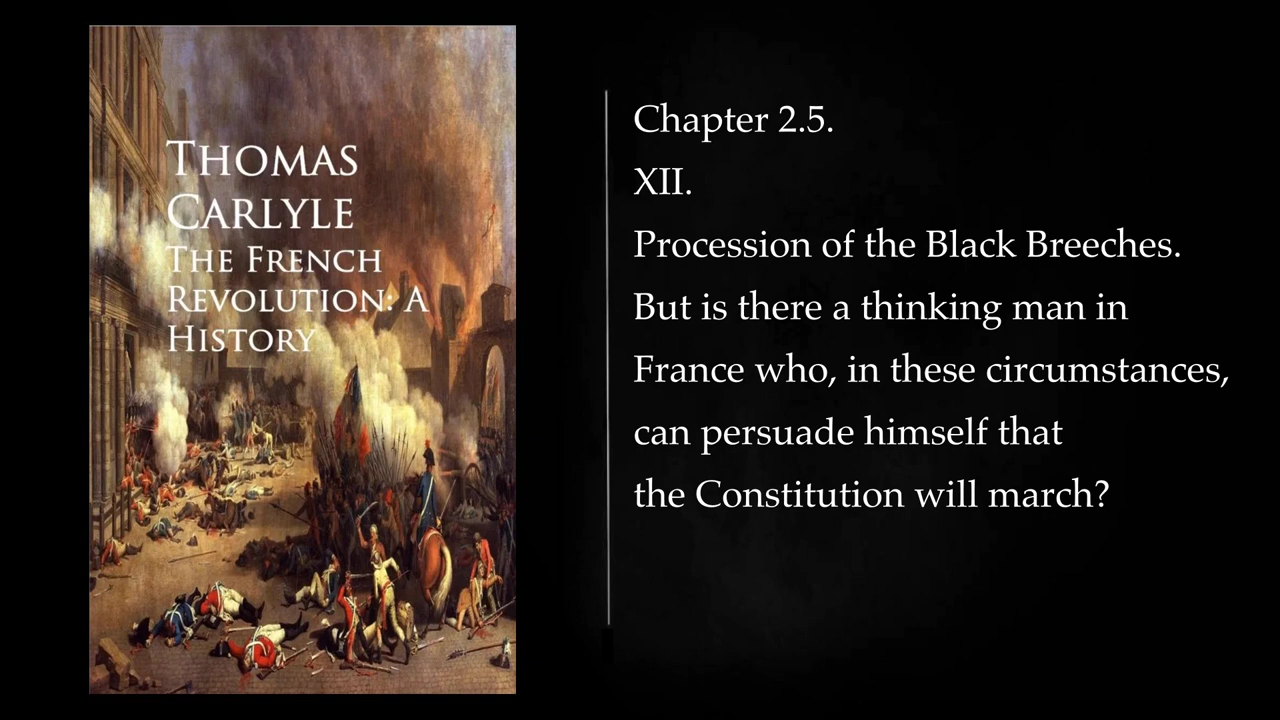 THOMAS
CARLYLE
THE FRENCH
REVOLUTION: A
HISTORY
Chapter 2.5.
XII.
Procession of the Black Breeches.
But is there a thinking man in
France who, in these circumstances,
can persuade himself that
the Constitution will march?